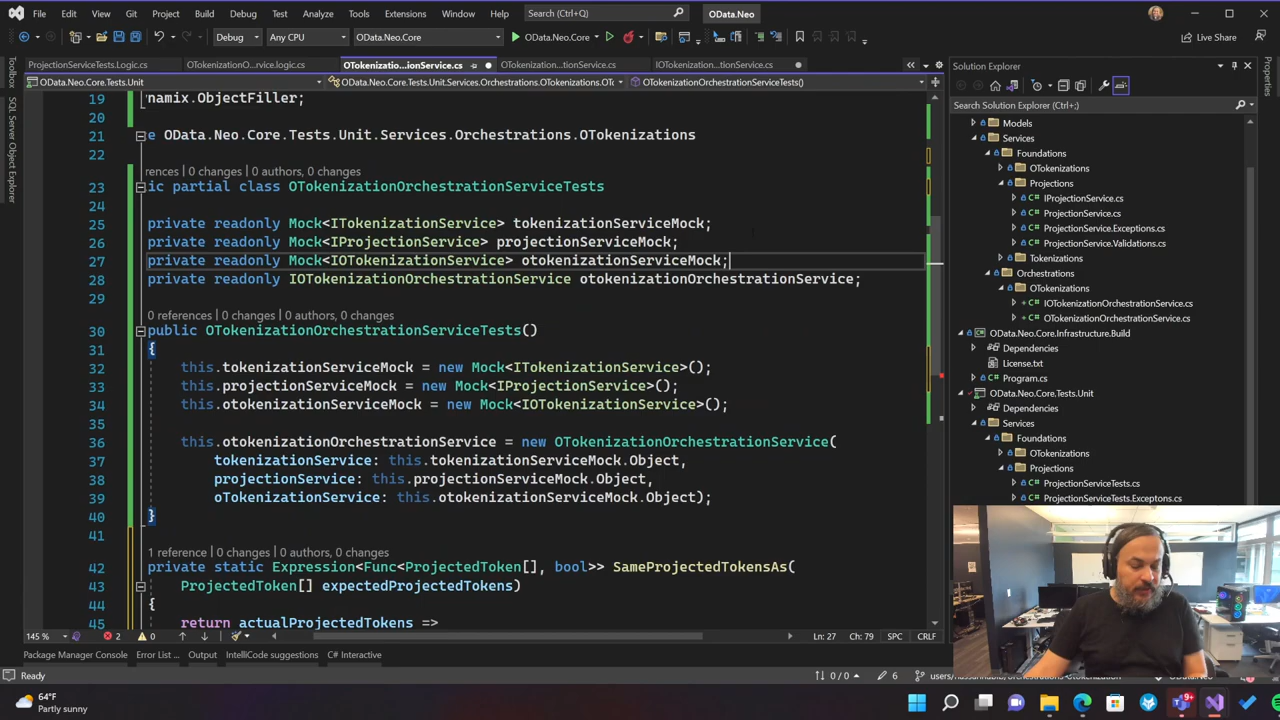 File Edit View Git Project Build Debug Test Analyze Tools Extensions Window Help Search (Ctrl+;) OData.Neo
Debug Any CPU OData.Neo.Core OData.Neo.Core Live Share
ProjectionServiceTests.Logic.cs OTokenizationO...rvice.logic.cs OTokenization...ionService.cs OTokenization...tionService.cs IOTokenization...tionService.cs
OData.Neo.Core.Tests.Unit OData.Neo.Core.Tests.Unit.Services.Orchestrations.OTokenizations.OTo OTokenizationOrchestrationServiceTests()
19 namix.ObjectFiller;
20
21 e OData.Neo.Core.Tests.Unit.Services.Orchestrations.OTokenizations
22
rences | 0 changes | 0 authors, 0 changes
23 ic partial class OTokenizationOrchestrationServiceTests
24
25 private readonly Mock<ITokenizationService> tokenizationServiceMock;
26 private readonly Mock<IProjectionService> projectionServiceMock;
27 private readonly Mock<IOTokenizationService> otokenizationServiceMock;
28 private readonly IOTokenizationOrchestrationService otokenizationOrchestrationService;
29
0 references | 0 changes | 0 authors, 0 changes
30 public OTokenizationOrchestrationServiceTests()
31 {
32 this.tokenizationServiceMock = new Mock<ITokenizationService>();
33 this.projectionServiceMock = new Mock<IProjectionService>();
34 this.otokenizationServiceMock = new Mock<IOTokenizationService>();
35
36 this.otokenizationOrchestrationService = new OTokenizationOrchestrationService(
37 tokenizationService: this.tokenizationServiceMock.Object,
38 projectionService: this.projectionServiceMock.Object,
39 oTokenizationService: this.otokenizationServiceMock.Object);
40 }
41
1 reference | 0 changes | 0 authors, 0 changes
42 private static Expression<Func<ProjectedToken[], bool>> SameProjectedTokensAs(
43 ProjectedToken[] expectedProjectedTokens)
44 {
45 return actualProjectedTokens =>
145 % 2 0 Ln: 27 Ch: 79 SPC CRLF
Package Manager Console Error List ... Output IntelliCode suggestions C# Interactive
Ready 0 / 0 6
Toolbox
SQL Server Object Explorer
Properties
Solution Explorer
Search Solution Explorer (Ctrl+;)
Models
Services
Foundations
OTokenizations
Projections
IProjectionService.cs
ProjectionService.cs
ProjectionService.Exceptions.cs
ProjectionService.Validations.cs
Tokenizations
Orchestrations
OTokenizations
IOTokenizationOrchestrationService.cs
OTokenizationOrchestrationService.cs
OData.Neo.Core.Infrastructure.Build
Dependencies
License.txt
Program.cs
OData.Neo.Core.Tests.Unit
Dependencies
Services
Foundations
OTokenizations
Projections
ProjectionServiceTests.cs
ProjectionServiceTests.Exceptons.cs
64°F
Partly sunny
9+